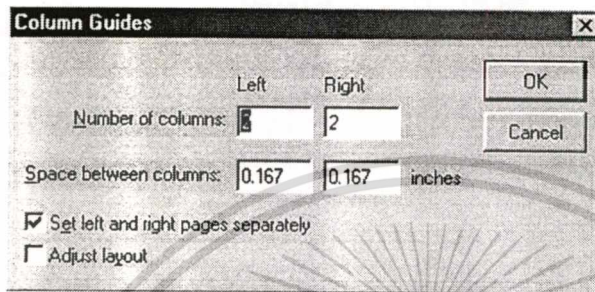 Column Guides
Left Right
Number of columns: 2 2
Space between columns: 0.167 0.167 inches
Set left and right pages separately
Adjust layout
OK
Cancel